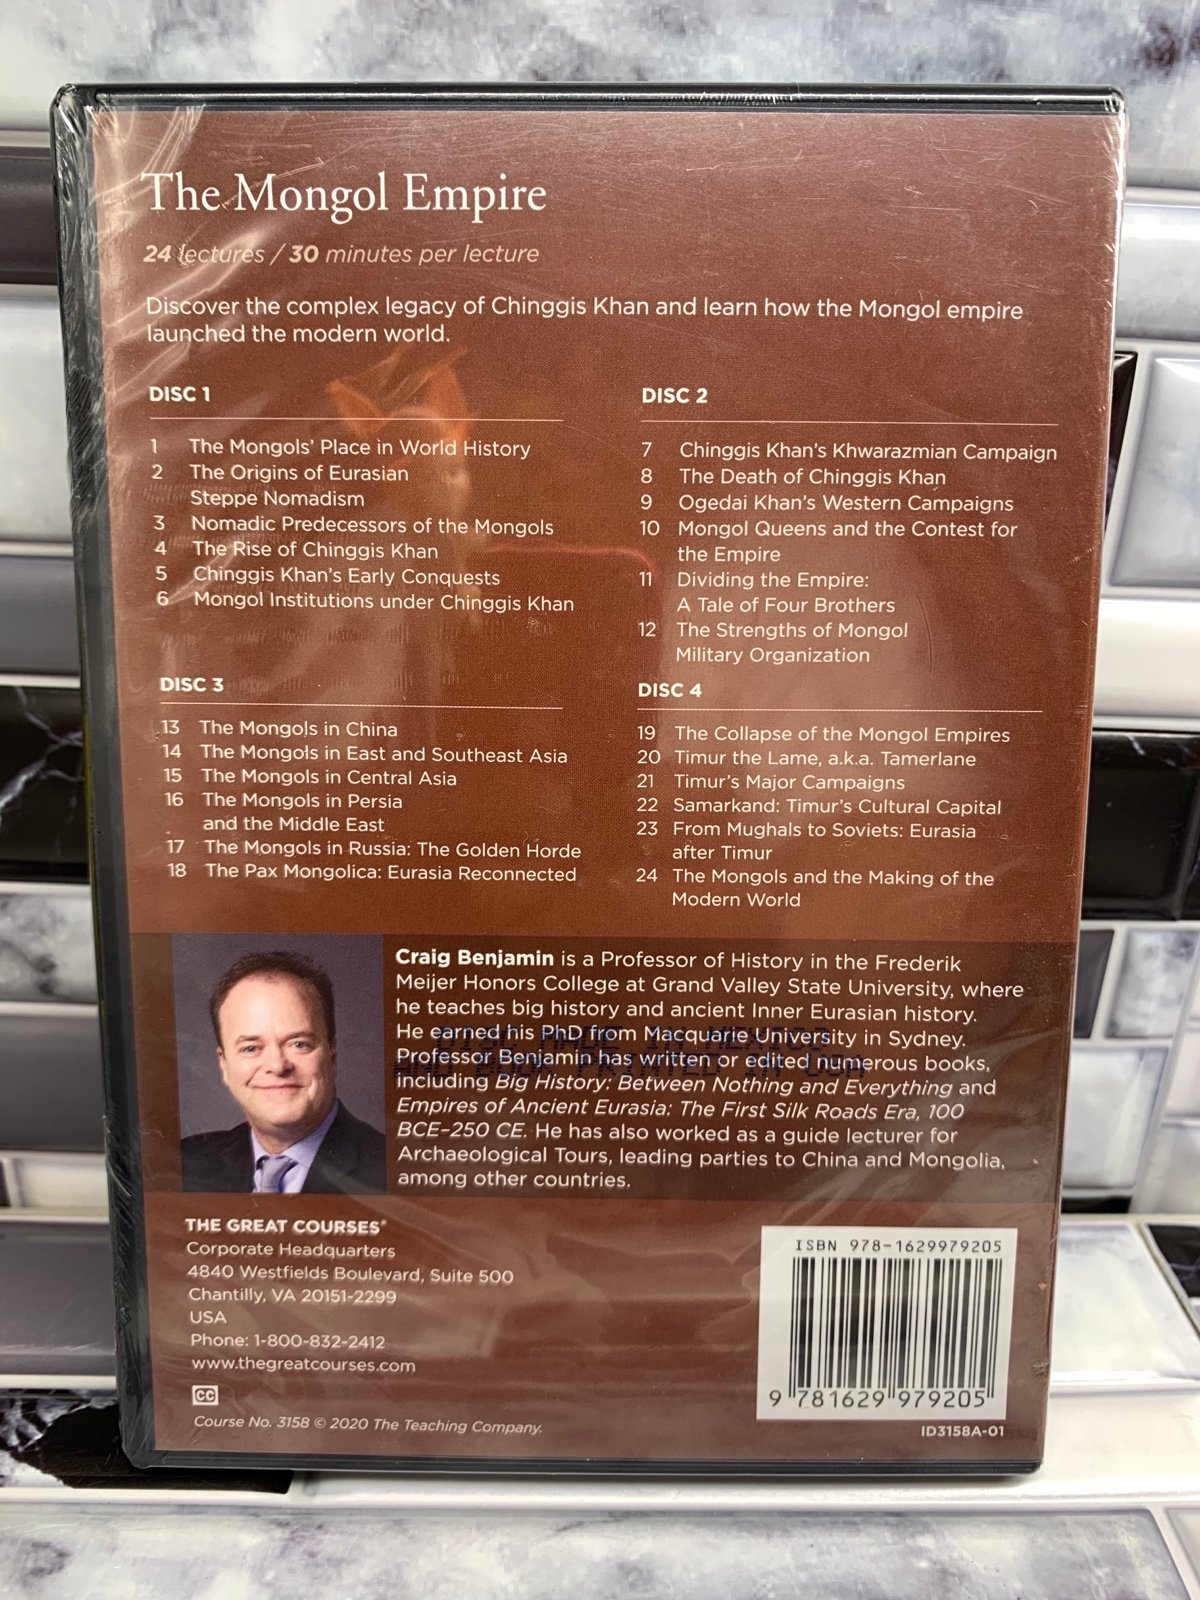 The Mongol Empire
24 lectures / 30 minutes per lecture
Discover the complex legacy of Chinggis Khan and learn how the Mongol empire
launched the modern world.
DISC 1
1 The Mongols' Place in World History
2 The Origins of Eurasian
Steppe Nomadism
3 Nomadic Predecessors of the Mongols
4 The Rise of Chinggis Khan
5 Chinggis Khan's Early Conquests
6 Mongol Institutions under Chinggis Khan
DISC 2
7 Chinggis Khan's Khwarazmian Campaign
8 The Death of Chinggis Khan
9 Ogedai Khan's Western Campaigns
10 Mongol Queens and the Contest for
the Empire
11 Dividing the Empire:
A Tale of Four Brothers
12 The Strengths of Mongol
Military Organization
DISC 3
13 The Mongols in China
14 The Mongols in East and Southeast Asia
15 The Mongols in Central Asia
16 The Mongols in Persia
and the Middle East
17 The Mongols in Russia: The Golden Horde
18 The Pax Mongolica: Eurasia Reconnected
DISC 4
19 The Collapse of the Mongol Empires
20 Timur the Lame, a.k.a. Tamerlane
21 Timur's Major Campaigns
22 Samarkand: Timur's Cultural Capital
23 From Mughals to Soviets: Eurasia
after Timur
24 The Mongols and the Making of the
Modern World
Craig Benjamin is a Professor of History in the Frederik
Meijer Honors College at Grand Valley State University, where
he teaches big history and ancient Inner Eurasian history.
He earned his PhD from Macquarie University in Sydney.
Professor Benjamin has written or edited numerous books,
including Big History: Between Nothing and Everything and
Empires of Ancient Eurasia: The First Silk Roads Era, 100
BCE–250 CE. He has also worked as a guide lecturer for
Archaeological Tours, leading parties to China and Mongolia,
among other countries.
THE GREAT COURSES®
Corporate Headquarters
4840 Westfields Boulevard, Suite 500
Chantilly, VA 20151-2299
USA
Phone: 1-800-832-2412
www.thegreatcourses.com
CC
Course No. 3158 © 2020 The Teaching Company.
ISBN 978-1629979205
9 781629 979205
ID3158A-01